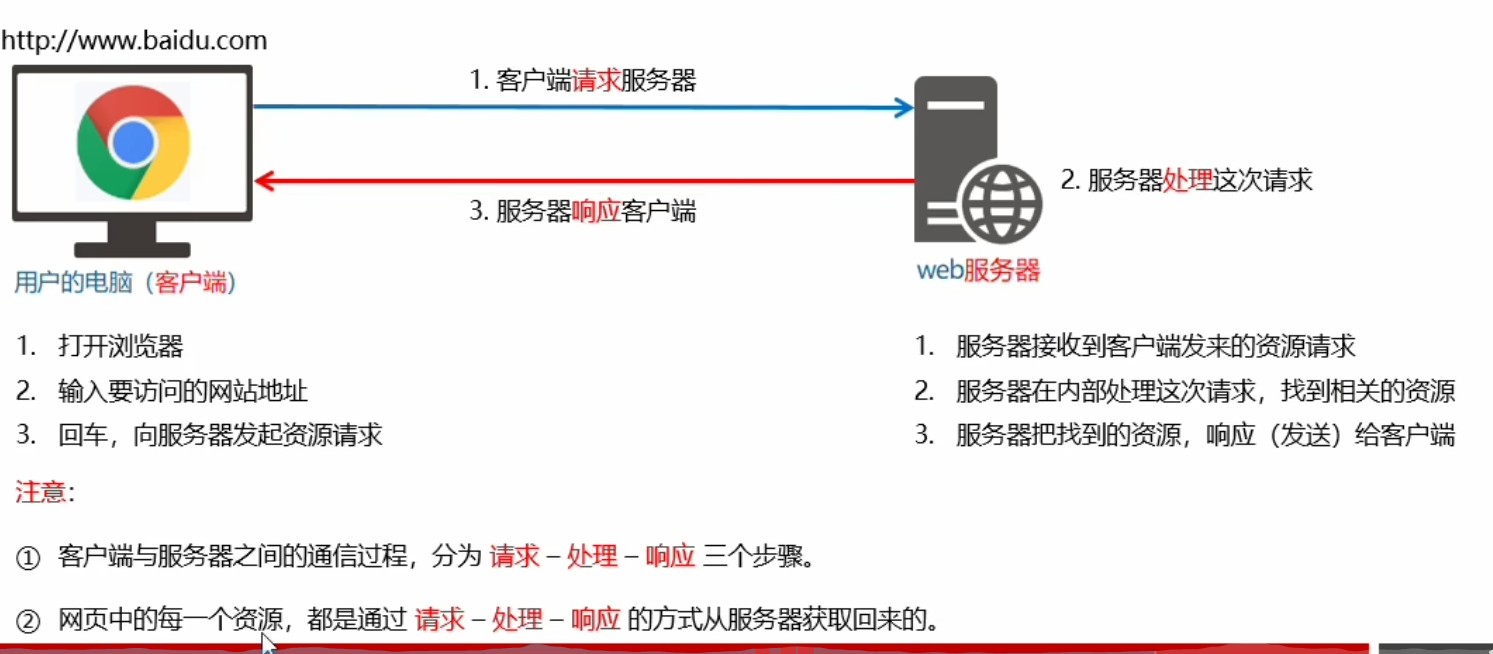 http://www.baidu.com
1. 客户端请求服务器
2. 服务器处理这次请求
3. 服务器响应客户端
用户的电脑（客户端）
web服务器
1. 打开浏览器
2. 输入要访问的网站地址
3. 回车，向服务器发起资源请求
1. 服务器接收到客户端发来的资源请求
2. 服务器在内部处理这次请求，找到相关的资源
3. 服务器把找到的资源，响应（发送）给客户端
注意：
① 客户端与服务器之间的通信过程，分为 请求 – 处理 – 响应 三个步骤。
② 网页中的每一个资源，都是通过 请求 – 处理 – 响应 的方式从服务器获取回来的。